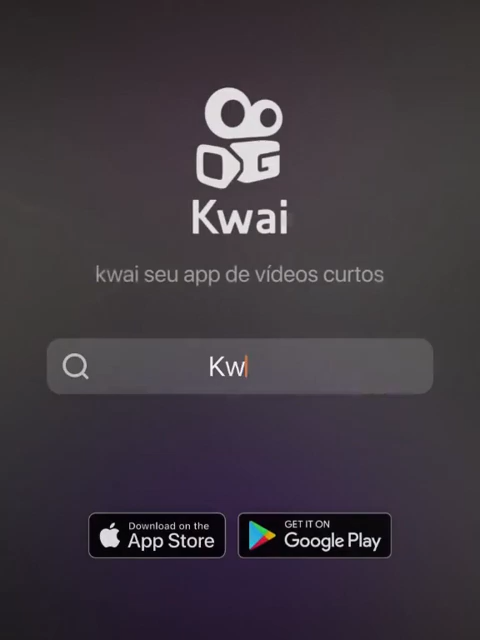 Kwai
kwai seu app de vídeos curtos
Kw
Download on the
App Store
GET IT ON
Google Play